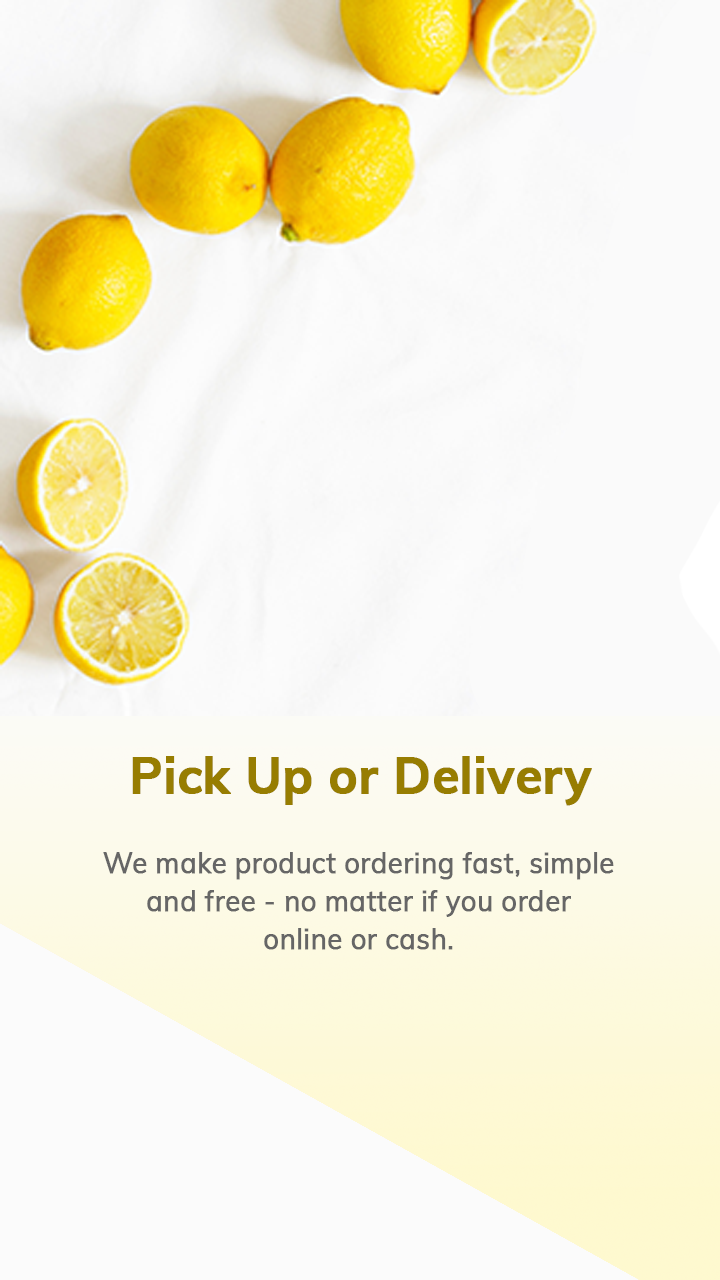 Pick Up or Delivery
We make product ordering fast, simple
and free - no matter if you order
online or cash.